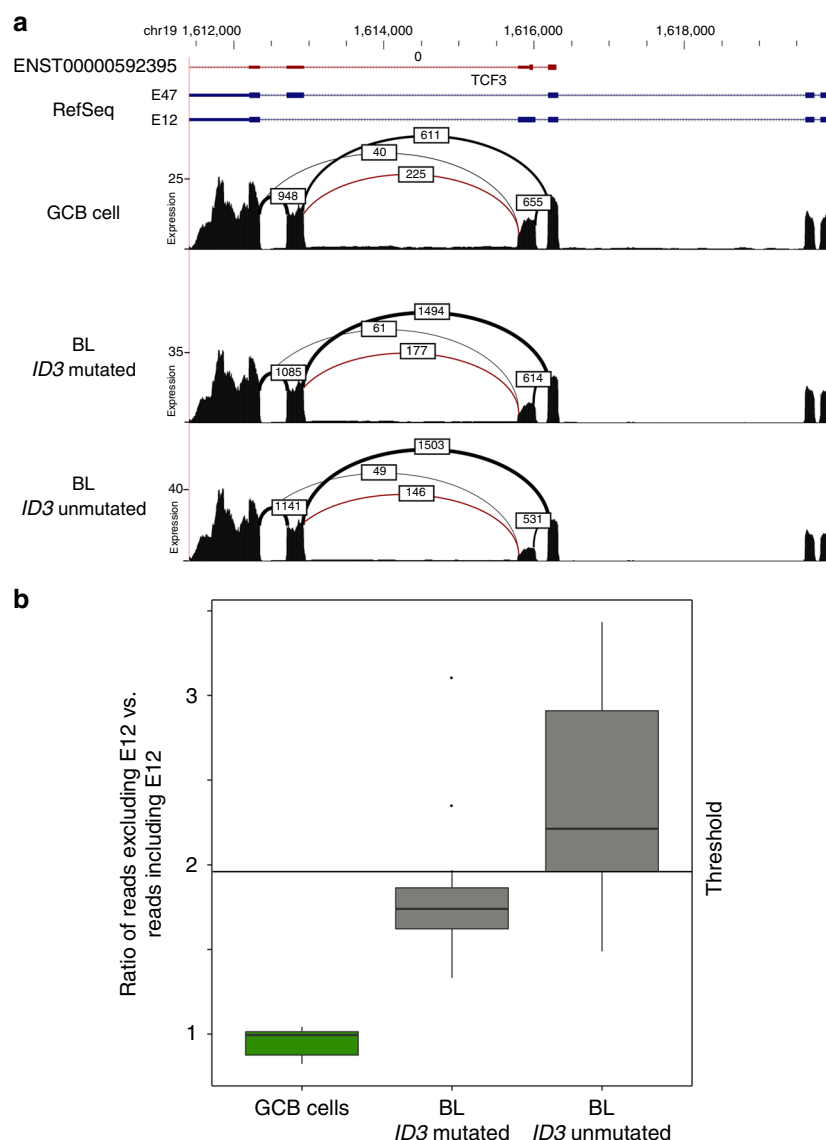 a
chr19 1,612,000 1,614,000 1,616,000 1,618,000
0
ENST00000592395
TCF3
RefSeq
E47
E12
611
40
225
948
655
25
GCB cell
Expression
1494
61
177
1085
614
35
BL
ID3 mutated
Expression
1503
49
146
1141
531
40
BL
ID3 unmutated
Expression
b
Ratio of reads excluding E12 vs.
reads including E12
3
2
1
Threshold
GCB cells
BL
ID3 mutated
BL
ID3 unmutated